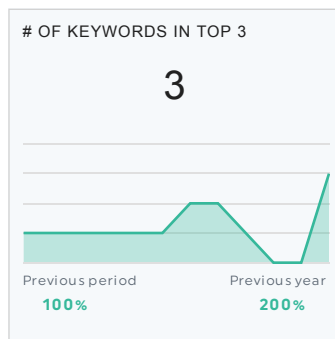 # OF KEYWORDS IN TOP 3
3
Previous period Previous year
100% 200%